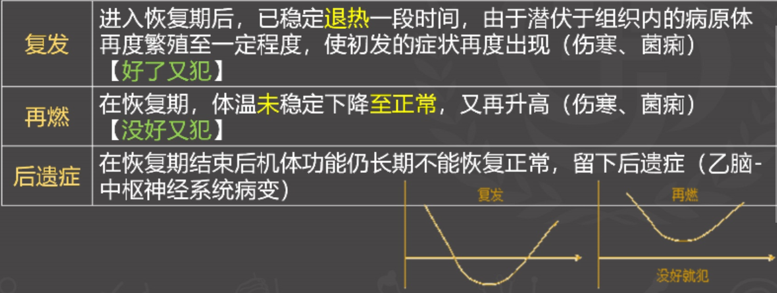 复发
进入恢复期后，已稳定退热一段时间，由于潜伏于组织内的病原体
再度繁殖至一定程度，使初发的症状再度出现（伤寒、菌痢）
【好了又犯】
再燃
在恢复期，体温未稳定下降至正常，又再升高（伤寒、菌痢）
【没好又犯】
后遗症
在恢复期结束后机体功能仍长期不能恢复正常，留下后遗症（乙脑-
中枢神经系统病变）
复发
再燃
没好就犯